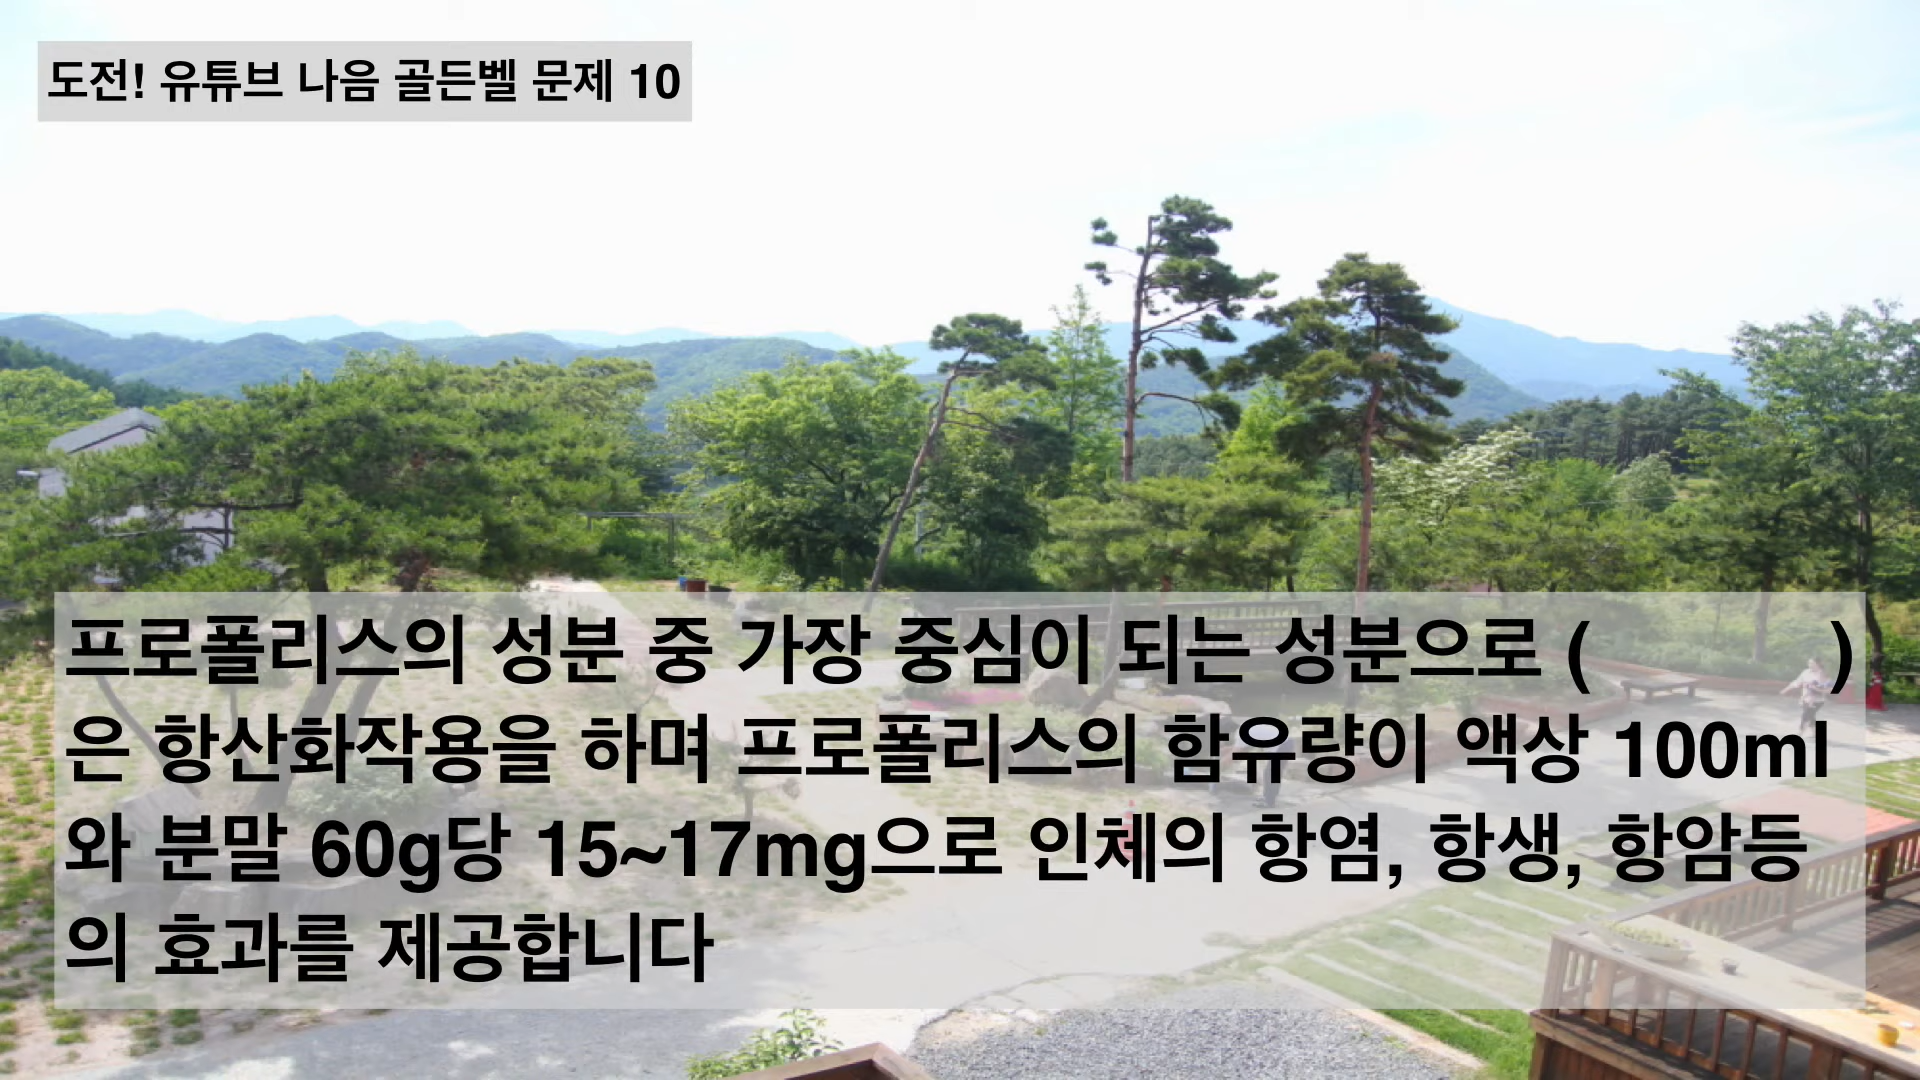 도전! 유튜브 나음 골든벨 문제 10
프로폴리스의 성분 중 가장 중심이 되는 성분으로 ( )
은 항산화작용을 하며 프로폴리스의 함유량이 액상 100ml
와 분말 60g당 15~17mg으로 인체의 항염, 항생, 항암등
의 효과를 제공합니다